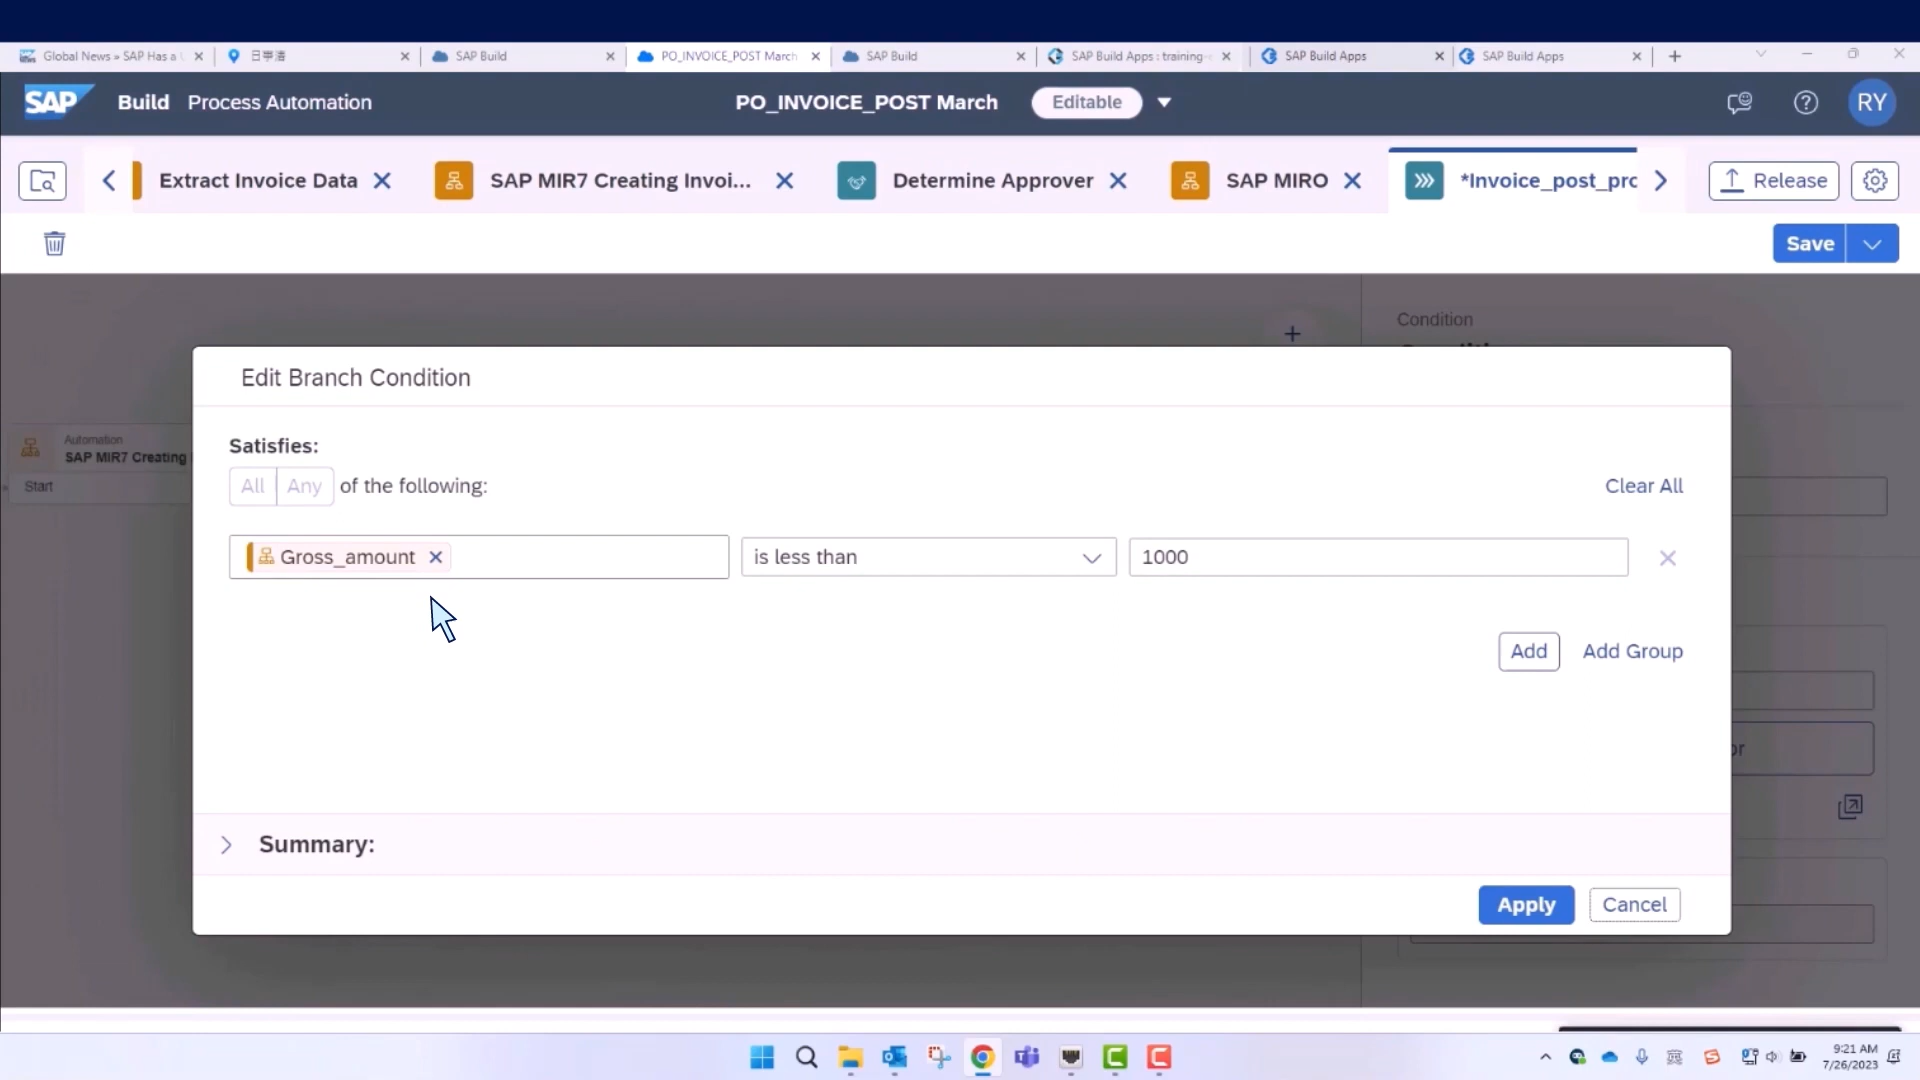 Global News » SAP Has a
SAP Build
PO_INVOICE_POST March
SAP Build
SAP Build Apps : training-
SAP Build Apps
SAP Build Apps
SAP Build Process Automation
PO_INVOICE_POST March
Editable
RY
Extract Invoice Data
SAP MIR7 Creating Invoi...
Determine Approver
SAP MIRO
*Invoice_post_prc
Release
Save
Condition
Automation
SAP MIR7 Creating
Start
Edit Branch Condition
Satisfies:
All Any of the following:
Clear All
Gross_amount
is less than
1000
Add
Add Group
or
Summary:
Apply
Cancel
9:21 AM
7/26/2023